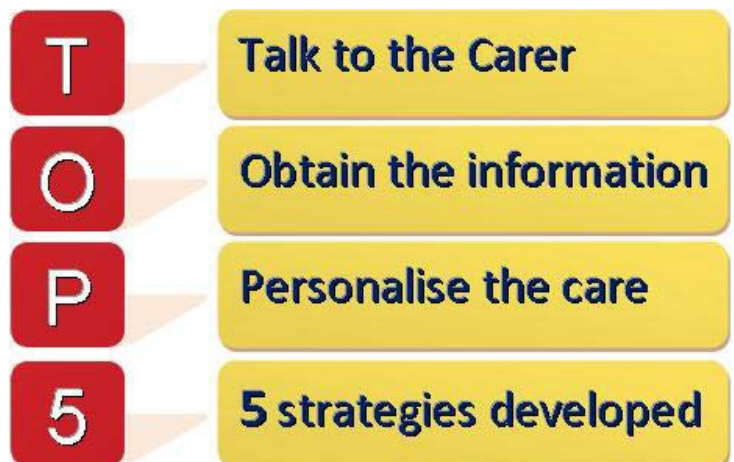 T Talk to the Carer
O Obtain the information
P Personalise the care
5 5 strategies developed